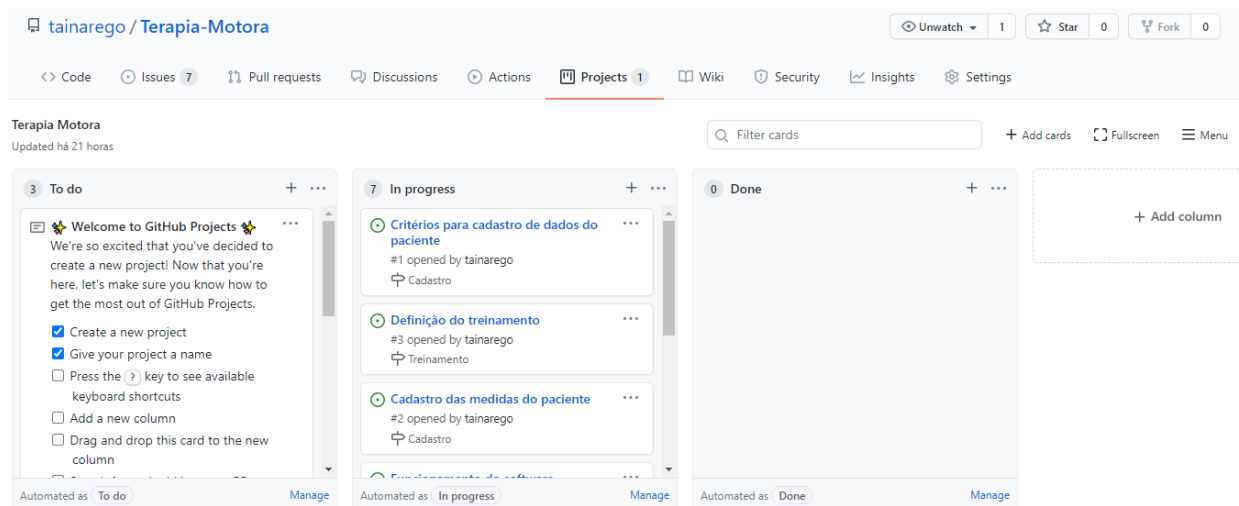 tainarego / Terapia-Motora
Unwatch 1 Star 0 Fork 0
Code Issues 7 Pull requests Discussions Actions Projects 1 Wiki Security Insights Settings
Terapia Motora
Updated há 21 horas
Filter cards
+ Add cards Fullscreen Menu
3 To do
Welcome to GitHub Projects
We're so excited that you've decided to
create a new project! Now that you're
here, let's make sure you know how to
get the most out of GitHub Projects.
Create a new project
Give your project a name
Press the ? key to see available
keyboard shortcuts
Add a new column
Drag and drop this card to the new
column
Automated as To do Manage
7 In progress
Critérios para cadastro de dados do
paciente
#1 opened by tainarego
Cadastro
Definição do treinamento
#3 opened by tainarego
Treinamento
Cadastro das medidas do paciente
#2 opened by tainarego
Cadastro
Funcionamento do software
Automated as In progress Manage
0 Done
Automated as Done Manage
+ Add column